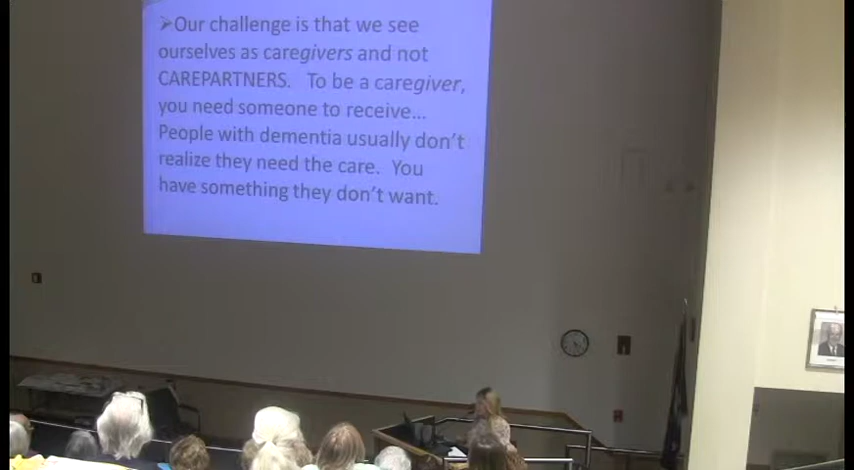 ➢Our challenge is that we see
ourselves as caregivers and not
CAREPARTNERS. To be a caregiver,
you need someone to receive...
People with dementia usually don't
realize they need the care. You
have something they don't want.